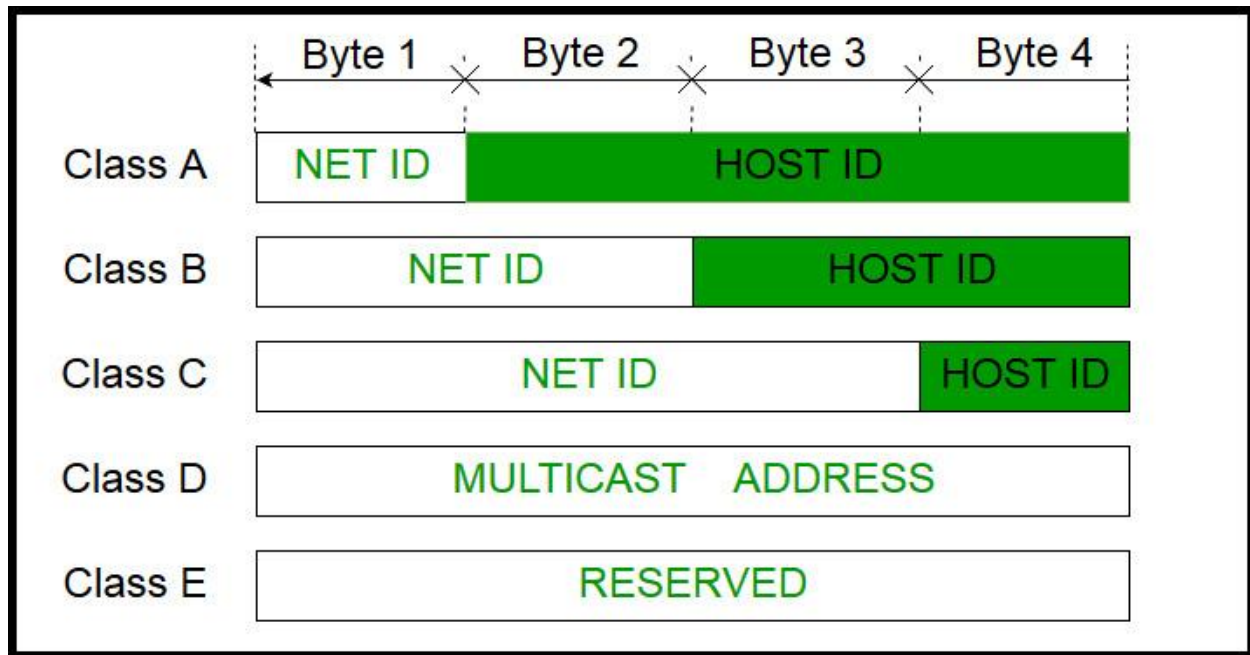 Byte 1 Byte 2 Byte 3 Byte 4
Class A NET ID HOST ID
Class B NET ID HOST ID
Class C NET ID HOST ID
Class D MULTICAST ADDRESS
Class E RESERVED